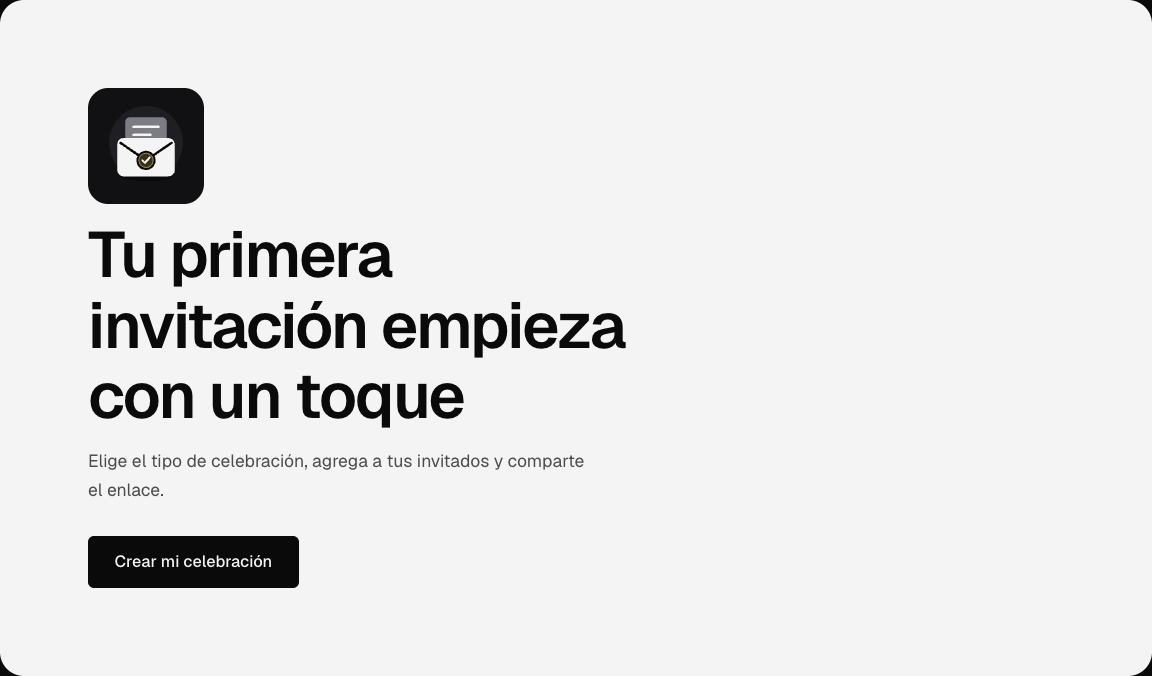 Tu primera
invitación empieza
con un toque
Elige el tipo de celebración, agrega a tus invitados y comparte
el enlace.
Crear mi celebración